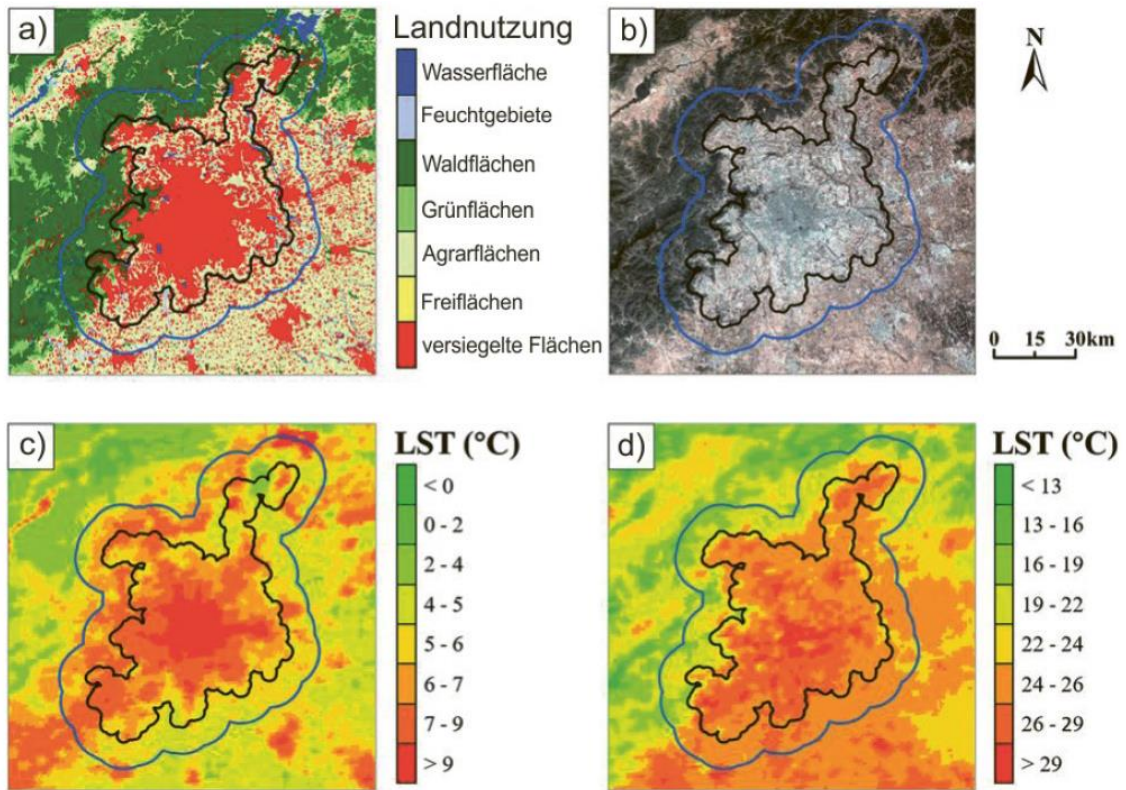 a)
Landnutzung
Wasserfläche
Feuchtgebiete
Waldflächen
Grünflächen
Agrarflächen
Freiflächen
versiegelte Flächen
b)
N
0 15 30km
c)
LST (°C)
< 0
0 - 2
2 - 4
4 - 5
5 - 6
6 - 7
7 - 9
> 9
d)
LST (°C)
< 13
13 - 16
16 - 19
19 - 22
22 - 24
24 - 26
26 - 29
> 29